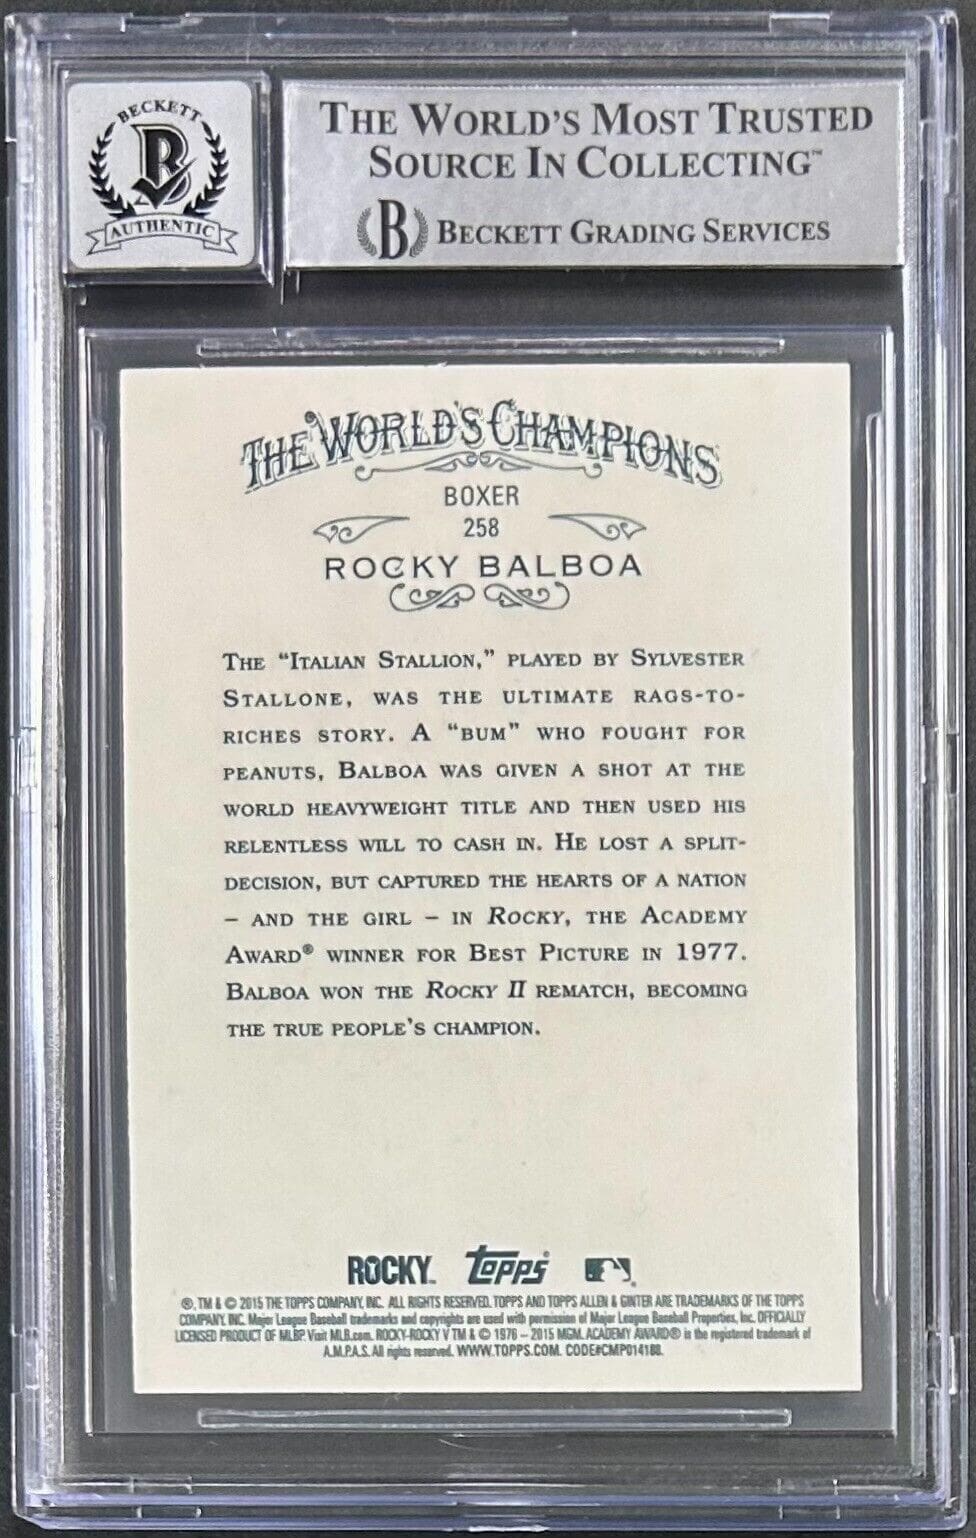 BECKETT
B
AUTHENTIC
THE WORLD'S MOST TRUSTED
SOURCE IN COLLECTING™
B BECKETT GRADING SERVICES
THE WORLD'S CHAMPIONS
BOXER
258
ROCKY BALBOA
THE “ITALIAN STALLION,” PLAYED BY SYLVESTER
STALLONE, WAS THE ULTIMATE RAGS-TO-
RICHES STORY. A “BUM” WHO FOUGHT FOR
PEANUTS, BALBOA WAS GIVEN A SHOT AT THE
WORLD HEAVYWEIGHT TITLE AND THEN USED HIS
RELENTLESS WILL TO CASH IN. HE LOST A SPLIT-
DECISION, BUT CAPTURED THE HEARTS OF A NATION
– AND THE GIRL – IN ROCKY, THE ACADEMY
AWARD® WINNER FOR BEST PICTURE IN 1977.
BALBOA WON THE ROCKY II REMATCH, BECOMING
THE TRUE PEOPLE'S CHAMPION.
ROCKY™ TOPPS®
®, TM & © 2015 THE TOPPS COMPANY, INC. ALL RIGHTS RESERVED. TOPPS AND TOPPS ALLEN & GINTER ARE TRADEMARKS OF THE TOPPS
COMPANY, INC. Major League Baseball trademarks and copyrights are used with permission of Major League Baseball Properties, Inc. OFFICIALLY
LICENSED PRODUCT OF MLBP. Visit MLB.com. ROCKY-ROCKY V TM & © 1976 – 2015 MGM. ACADEMY AWARD® is the registered trademark of
A.M.P.A.S. All rights reserved. WWW.TOPPS.COM. CODE#CMP014188.